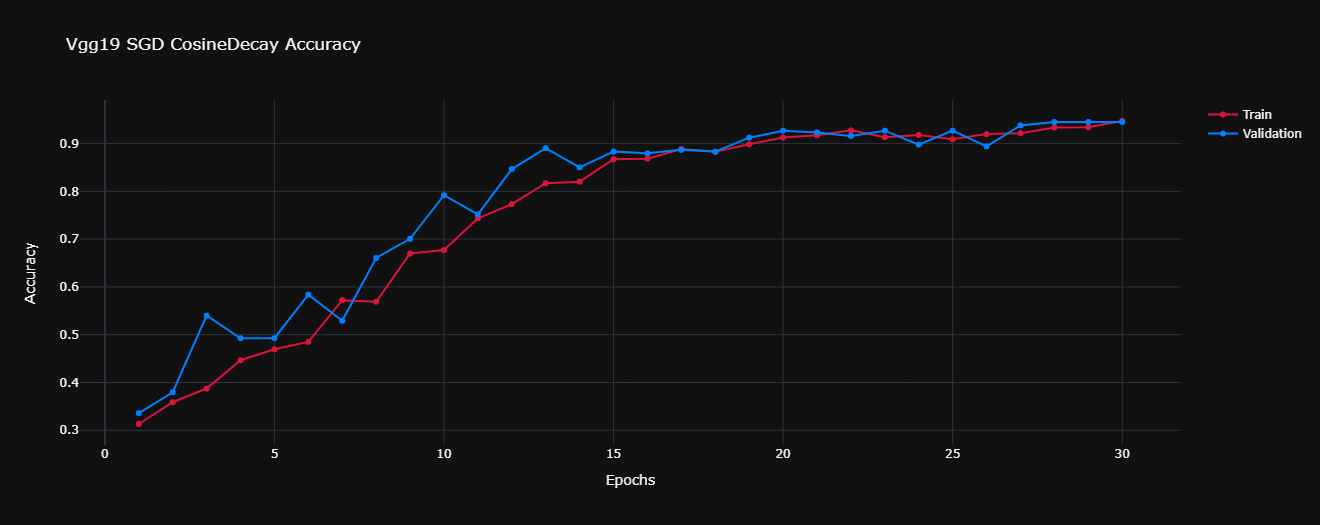 Vgg19 SGD CosineDecay Accuracy
Train
Validation
Accuracy
0.9
0.8
0.7
0.6
0.5
0.4
0.3
0 5 10 15 20 25 30
Epochs